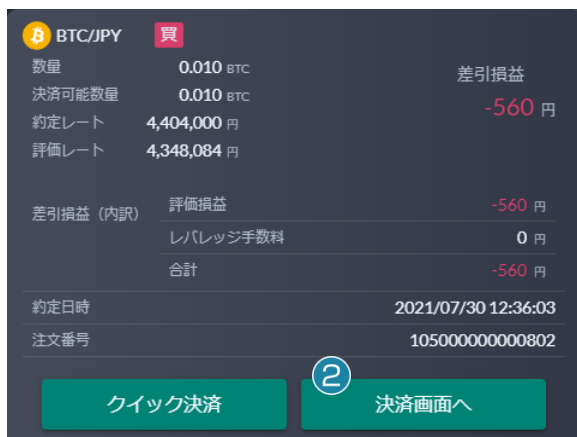 BTC/JPY 買
数量 0.010 BTC
差引損益
決済可能数量 0.010 BTC
-560 円
約定レート 4,404,000 円
評価レート 4,348,084 円
差引損益（内訳） 評価損益 -560 円
レバレッジ手数料 0 円
合計 -560 円
約定日時 2021/07/30 12:36:03
注文番号 105000000000802
②
クイック決済 決済画面へ